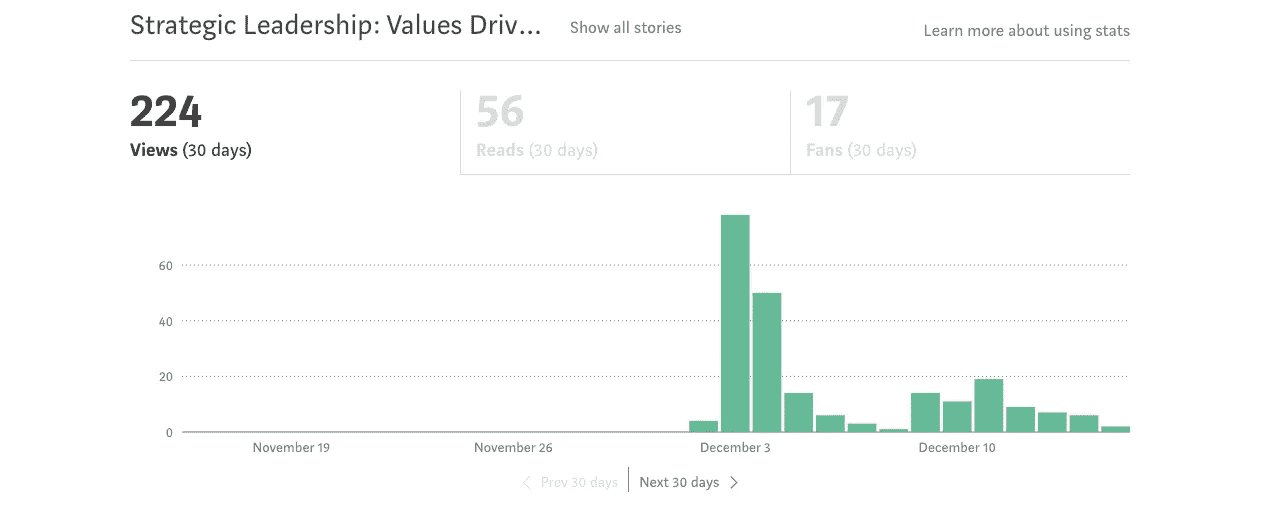 Strategic Leadership: Values Driv... Show all stories Learn more about using stats
224 56 17
Views (30 days) Reads (30 days) Fans (30 days)
60
40
20
0
November 19 November 26 December 3 December 10
Prev 30 days Next 30 days